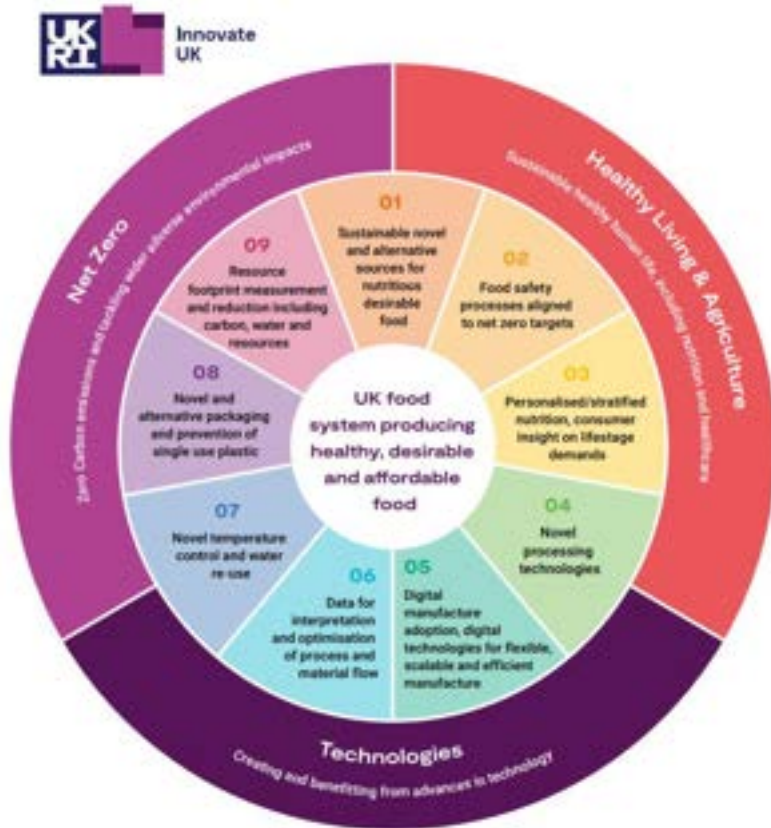 UK
RI
Innovate
UK
Net Zero
Zero Carbon emissions and tackling wider adverse environmental impacts
Healthy Living & Agriculture
Sustainable healthy human life, including nutrition and healthcare
01
Sustainable novel
and alternative
sources for
nutritious
desirable
food
02
Food safety
processes aligned
to net zero targets
03
Personalised/stratified
nutrition, consumer
insight on lifestage
demands
04
Novel
processing
technologies
05
Digital
manufacture
adoption, digital
technologies for flexible,
scalable and efficient
manufacture
06
Data for
interpretation
and optimisation
of process and
material flow
07
Novel temperature
control and water
re-use
08
Novel and
alternative packaging
and prevention of
single use plastic
09
Resource
footprint measurement
and reduction including
carbon, water and
resources
UK food
system producing
healthy, desirable
and affordable
food
Technologies
Creating and benefitting from advances in technology